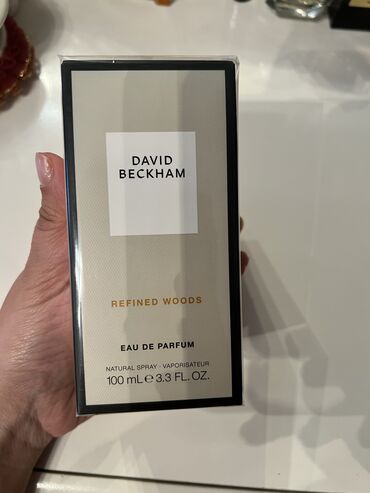 DAVID
BECKHAM
REFINED WOODS
EAU DE PARFUM
NATURAL SPRAY · VAPORISATEUR
100 mL ℮ 3.3 FL. OZ.